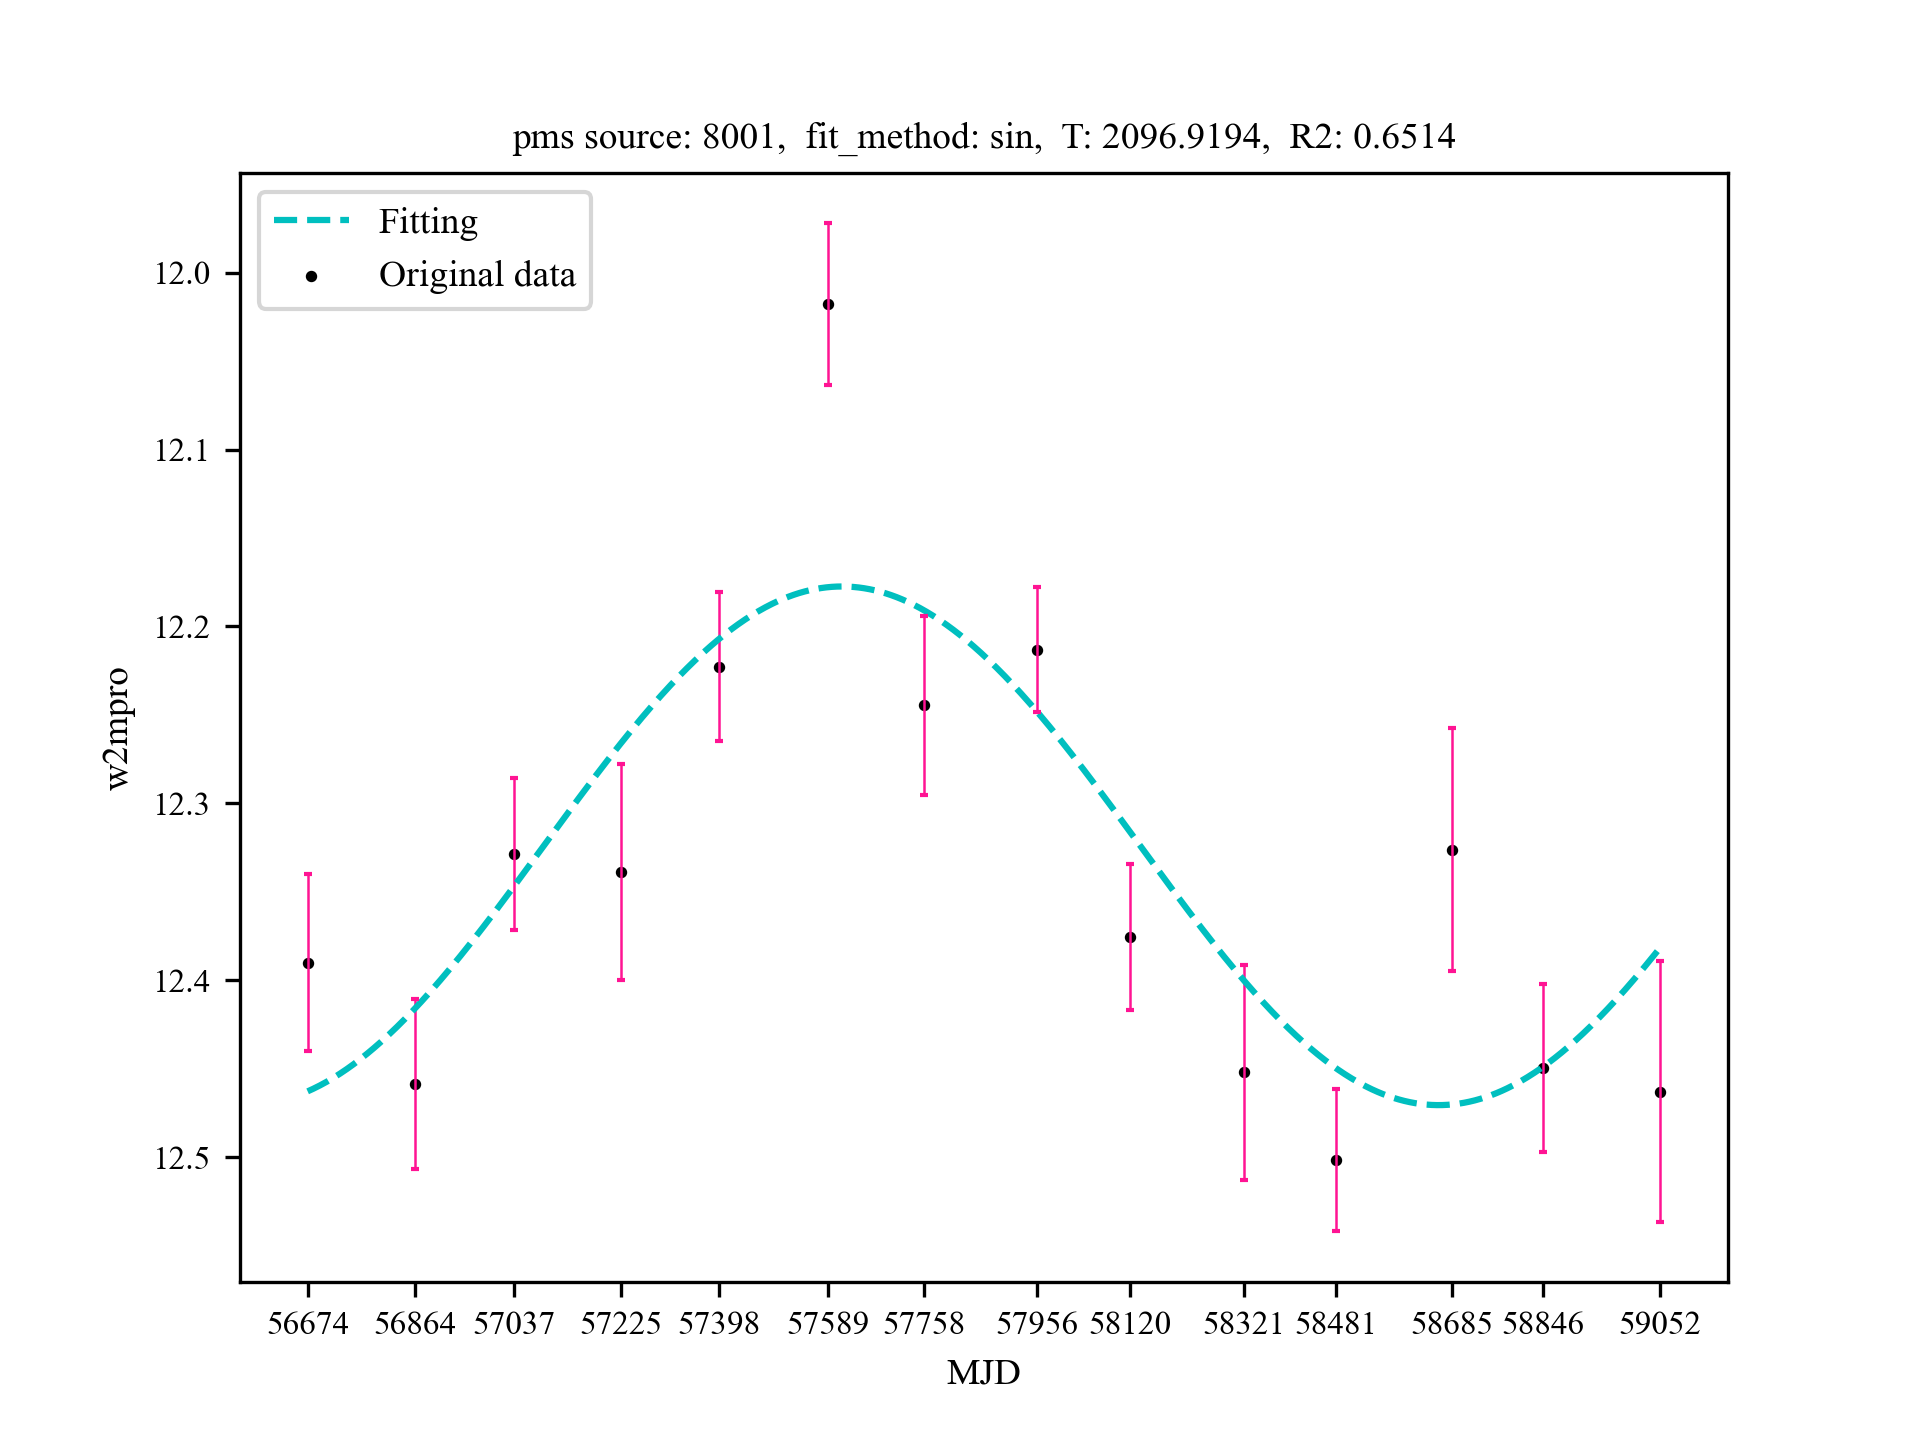 pms source: 8001,  fit_method: sin,  T: 2096.9194,  R2: 0.6514
Fitting
Original data
12.0
12.1
12.2
12.3
12.4
12.5
w2mpro
56674 56864 57037 57225 57398 57589 57758 57956 58120 58321 58481 58685 58846 59052
MJD